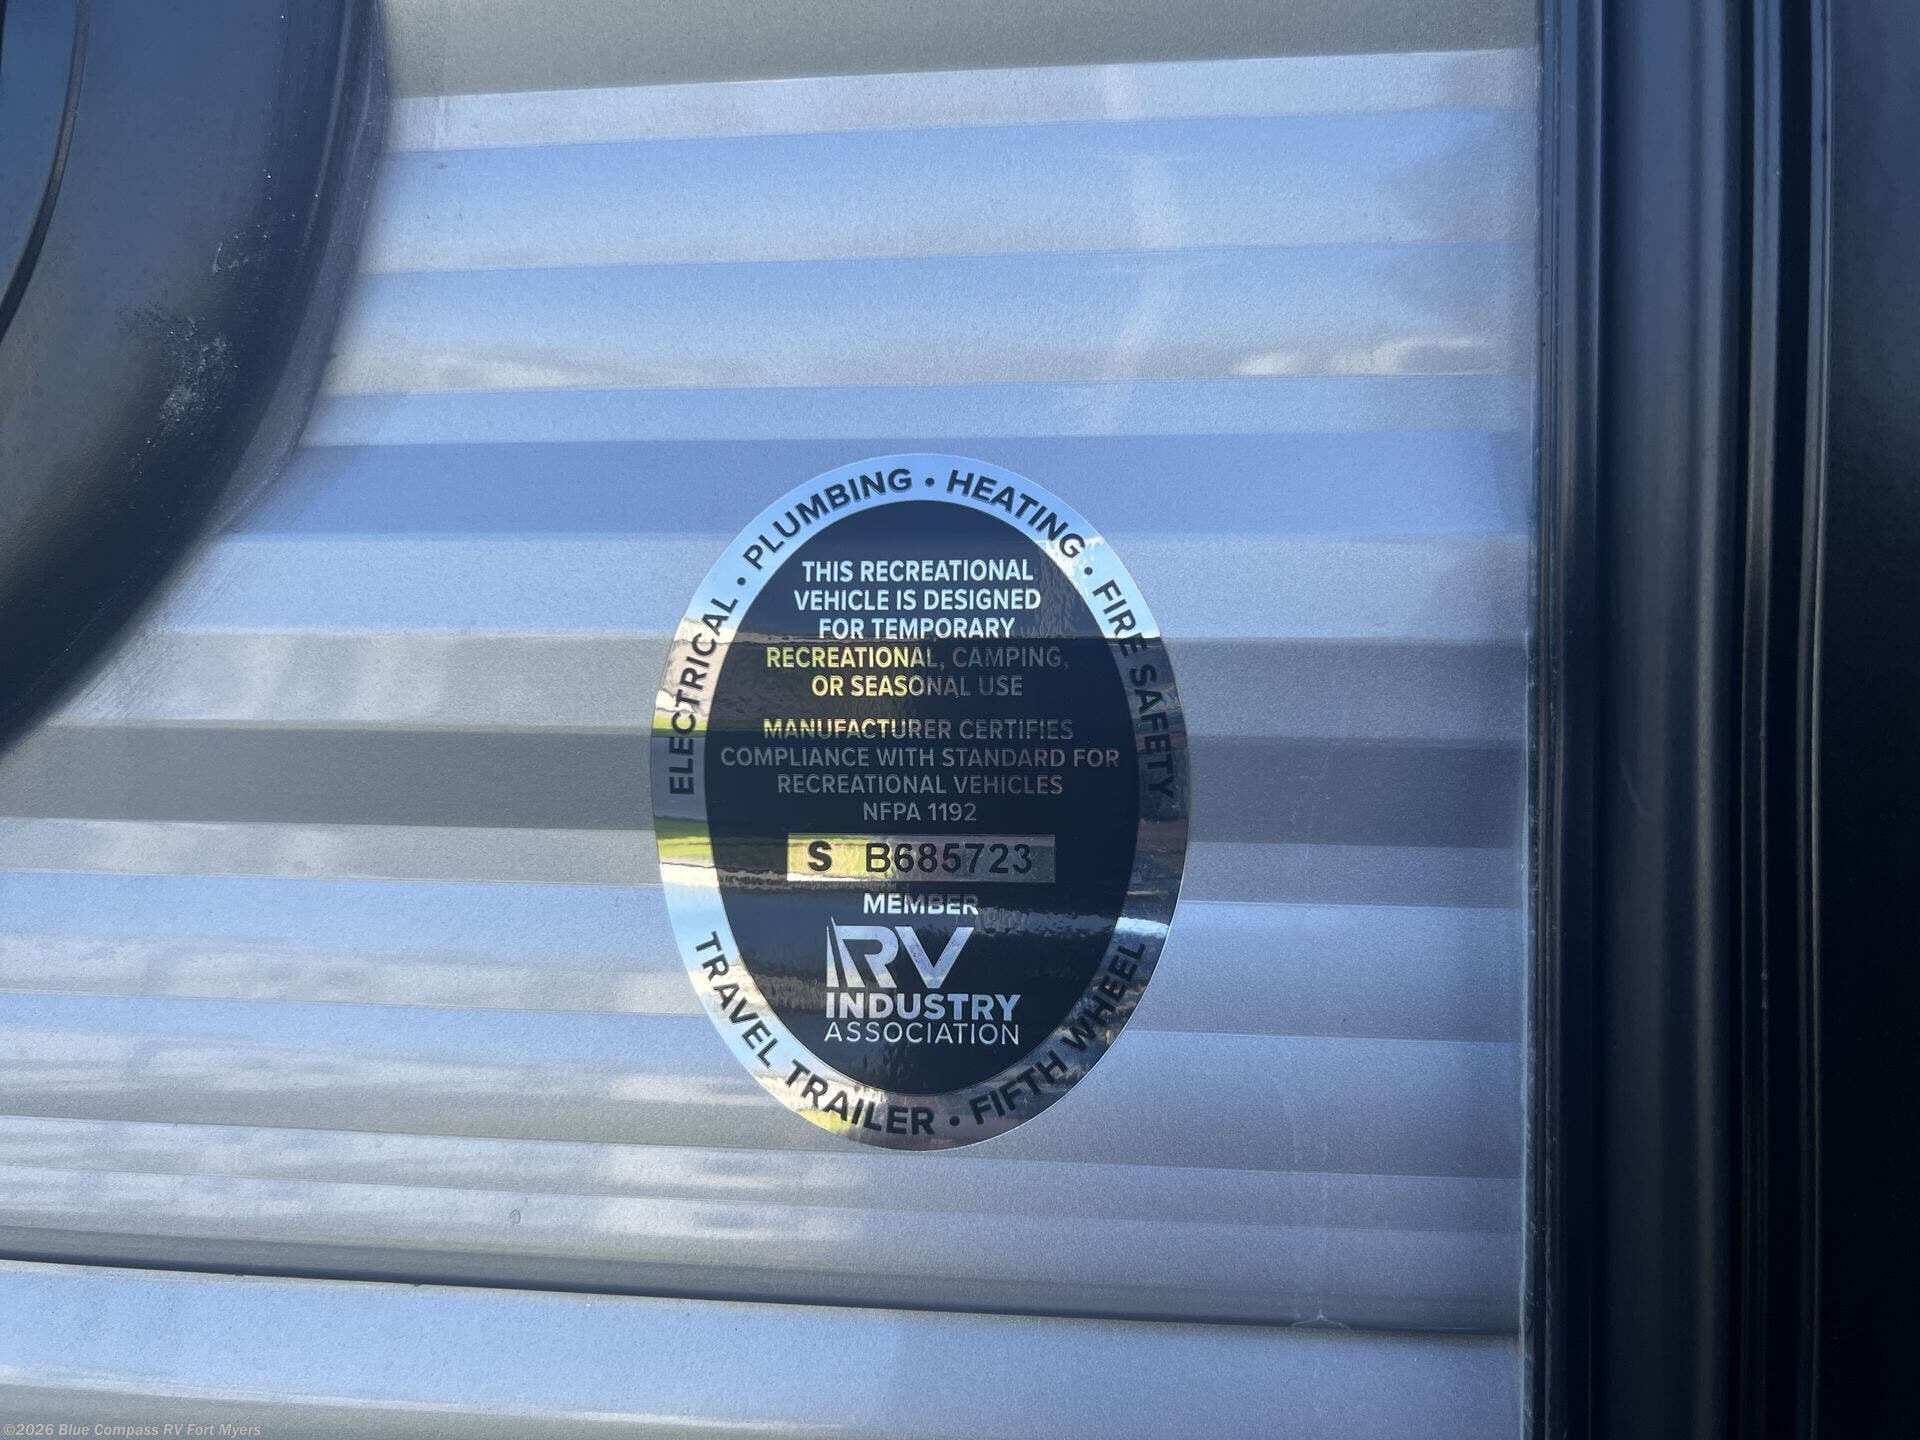 ELECTRICAL • PLUMBING • HEATING • FIRE SAFETY
THIS RECREATIONAL
VEHICLE IS DESIGNED
FOR TEMPORARY
RECREATIONAL, CAMPING,
OR SEASONAL USE
MANUFACTURER CERTIFIES
COMPLIANCE WITH STANDARD FOR
RECREATIONAL VEHICLES
NFPA 1192
S B685723
MEMBER
RV
INDUSTRY
ASSOCIATION
TRAVEL TRAILER • FIFTH WHEEL
©2026 Blue Compass RV Fort Myers